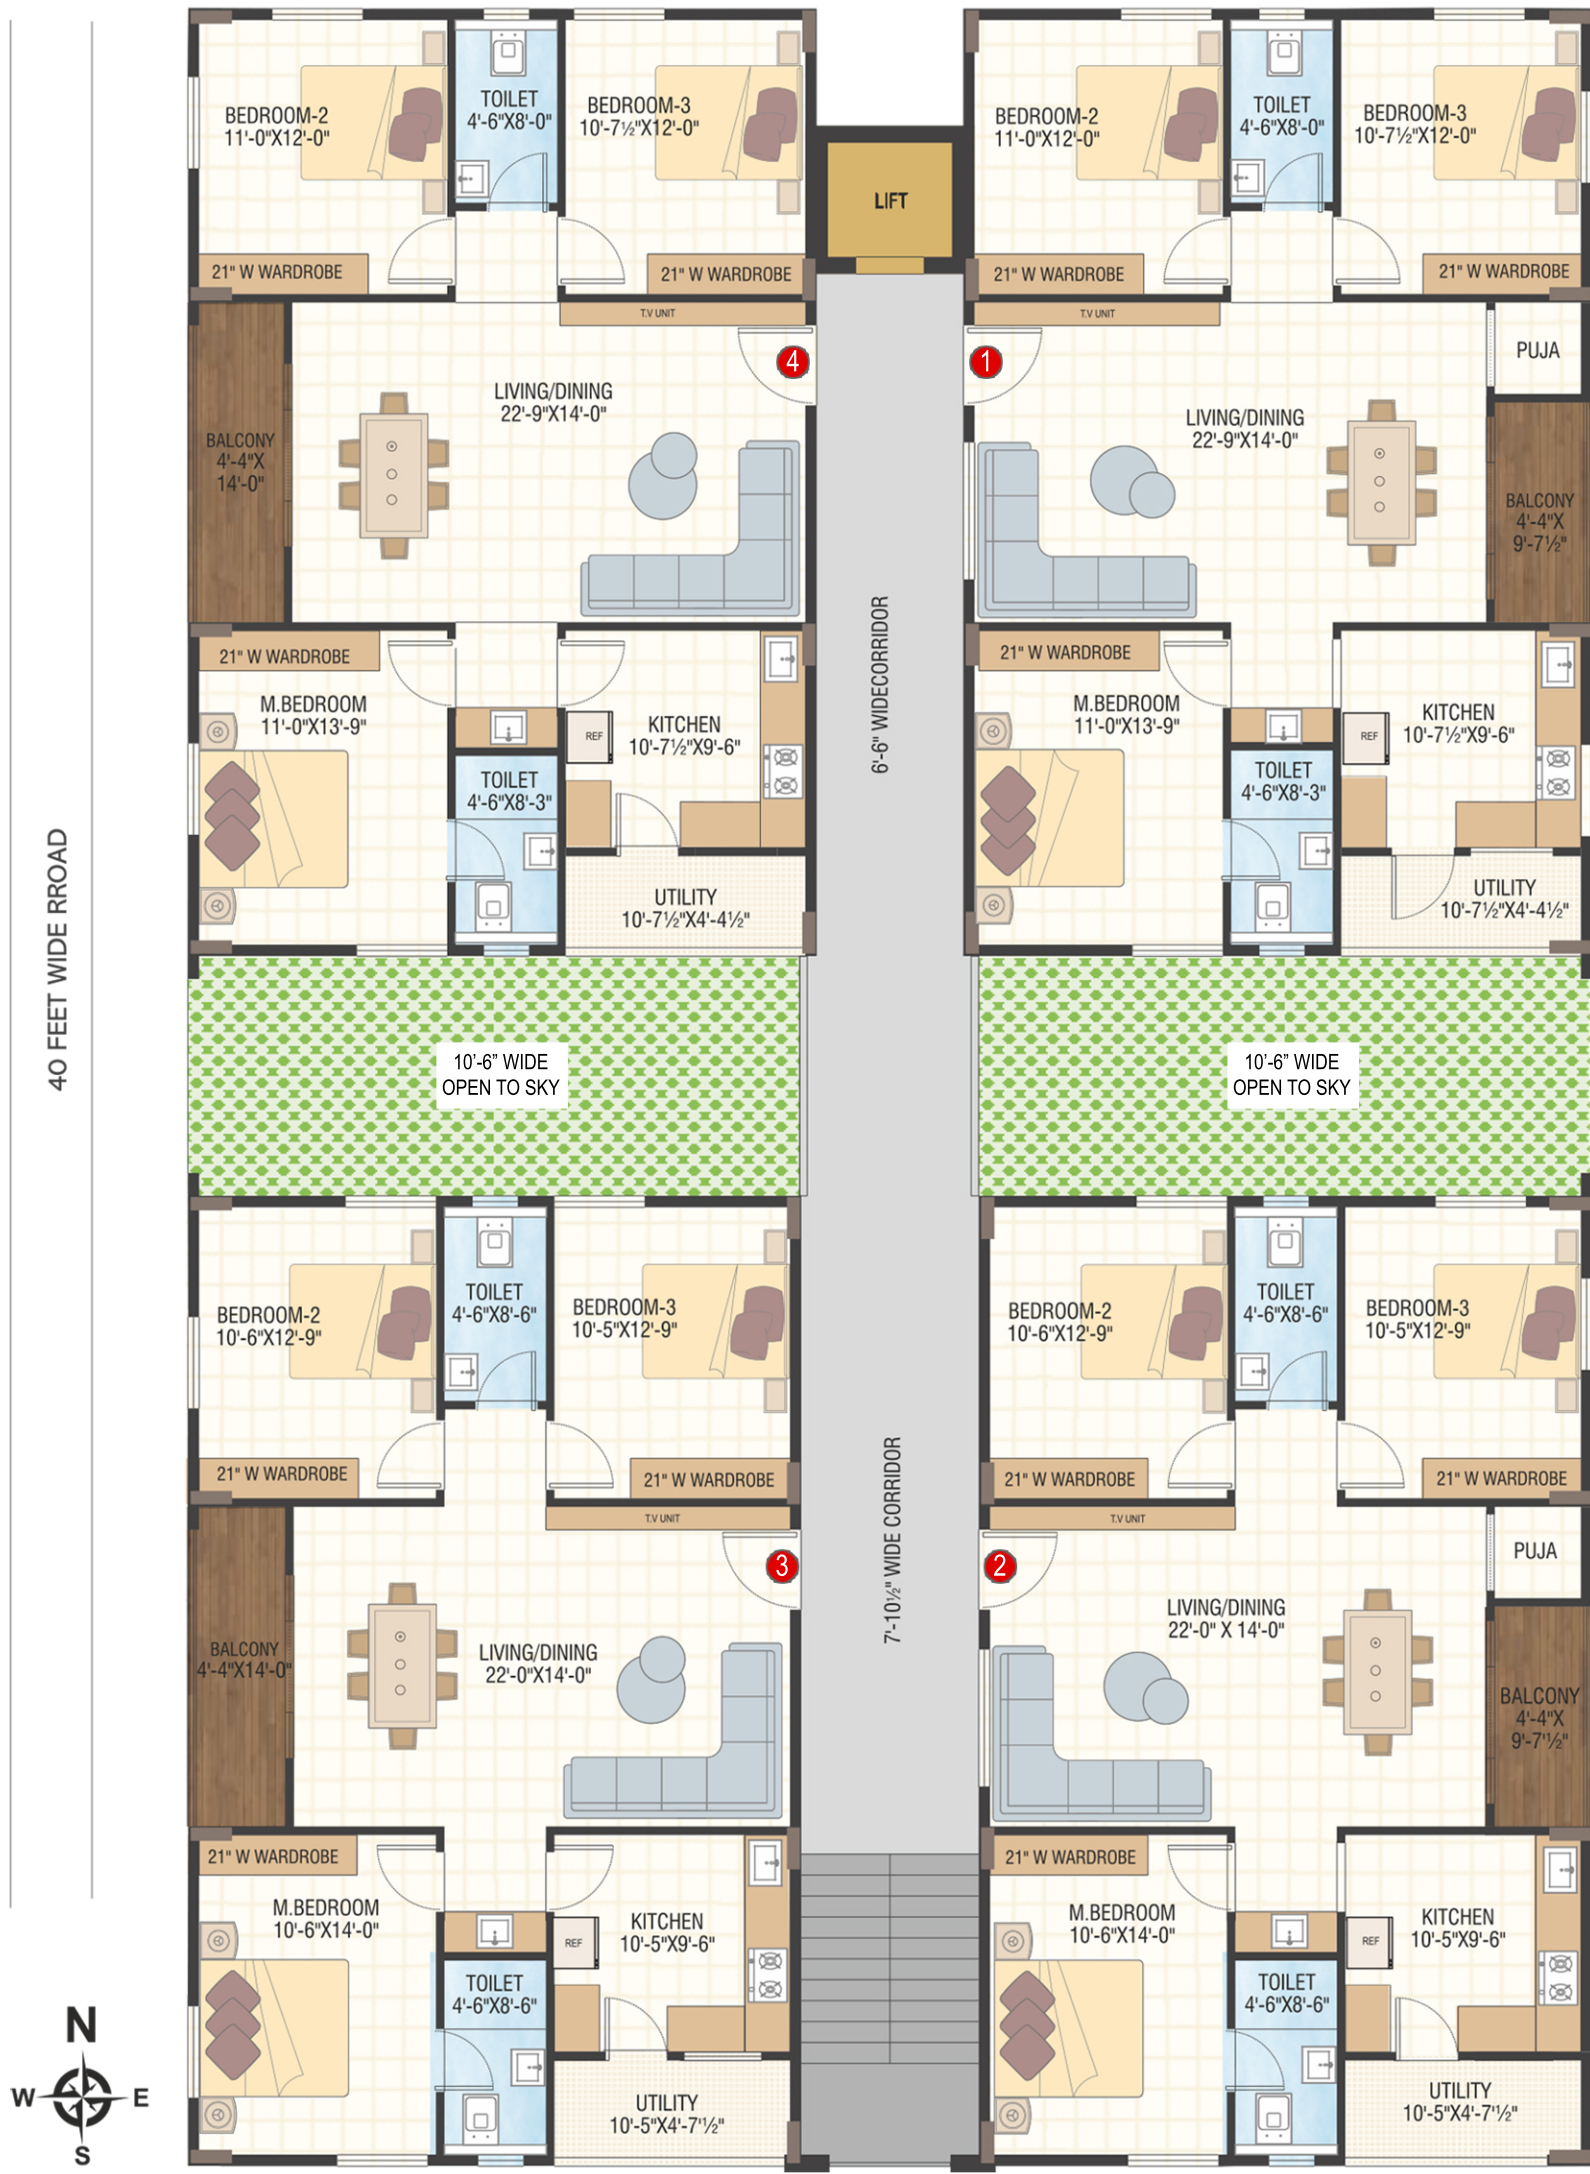 BEDROOM-2
11'-0"X12'-0"
TOILET
4'-6"X8'-0"
BEDROOM-3
10'-7½"X12'-0"
21" W WARDROBE
21" W WARDROBE
LIFT
BEDROOM-2
11'-0"X12'-0"
TOILET
4'-6"X8'-0"
BEDROOM-3
10'-7½"X12'-0"
21" W WARDROBE
21" W WARDROBE
T.V UNIT
4
LIVING/DINING
22'-9"X14'-0"
BALCONY
4'-4"X
14'-0"
T.V UNIT
1
PUJA
LIVING/DINING
22'-9"X14'-0"
BALCONY
4'-4"X
9'-7½"
6'-6" WIDECORRIDOR
21" W WARDROBE
M.BEDROOM
11'-0"X13'-9"
KITCHEN
10'-7½"X9'-6"
REF
TOILET
4'-6"X8'-3"
UTILITY
10'-7½"X4'-4½"
21" W WARDROBE
M.BEDROOM
11'-0"X13'-9"
KITCHEN
10'-7½"X9'-6"
REF
TOILET
4'-6"X8'-3"
UTILITY
10'-7½"X4'-4½"
40 FEET WIDE RROAD
10'-6" WIDE
OPEN TO SKY
10'-6" WIDE
OPEN TO SKY
BEDROOM-2
10'-6"X12'-9"
TOILET
4'-6"X8'-6"
BEDROOM-3
10'-5"X12'-9"
21" W WARDROBE
21" W WARDROBE
BEDROOM-2
10'-6"X12'-9"
TOILET
4'-6"X8'-6"
BEDROOM-3
10'-5"X12'-9"
21" W WARDROBE
21" W WARDROBE
7'-10½" WIDE CORRIDOR
T.V UNIT
3
LIVING/DINING
22'-0"X14'-0"
BALCONY
4'-4"X14'-0"
T.V UNIT
2
PUJA
LIVING/DINING
22'-0" X 14'-0"
BALCONY
4'-4"X
9'-7'½"
21" W WARDROBE
M.BEDROOM
10'-6"X14'-0"
KITCHEN
10'-5"X9'-6"
REF
TOILET
4'-6"X8'-6"
UTILITY
10'-5"X4'-7'½"
21" W WARDROBE
M.BEDROOM
10'-6"X14'-0"
KITCHEN
10'-5"X9'-6"
REF
TOILET
4'-6"X8'-6"
UTILITY
10'-5"X4'-7'½"
N
W E
S